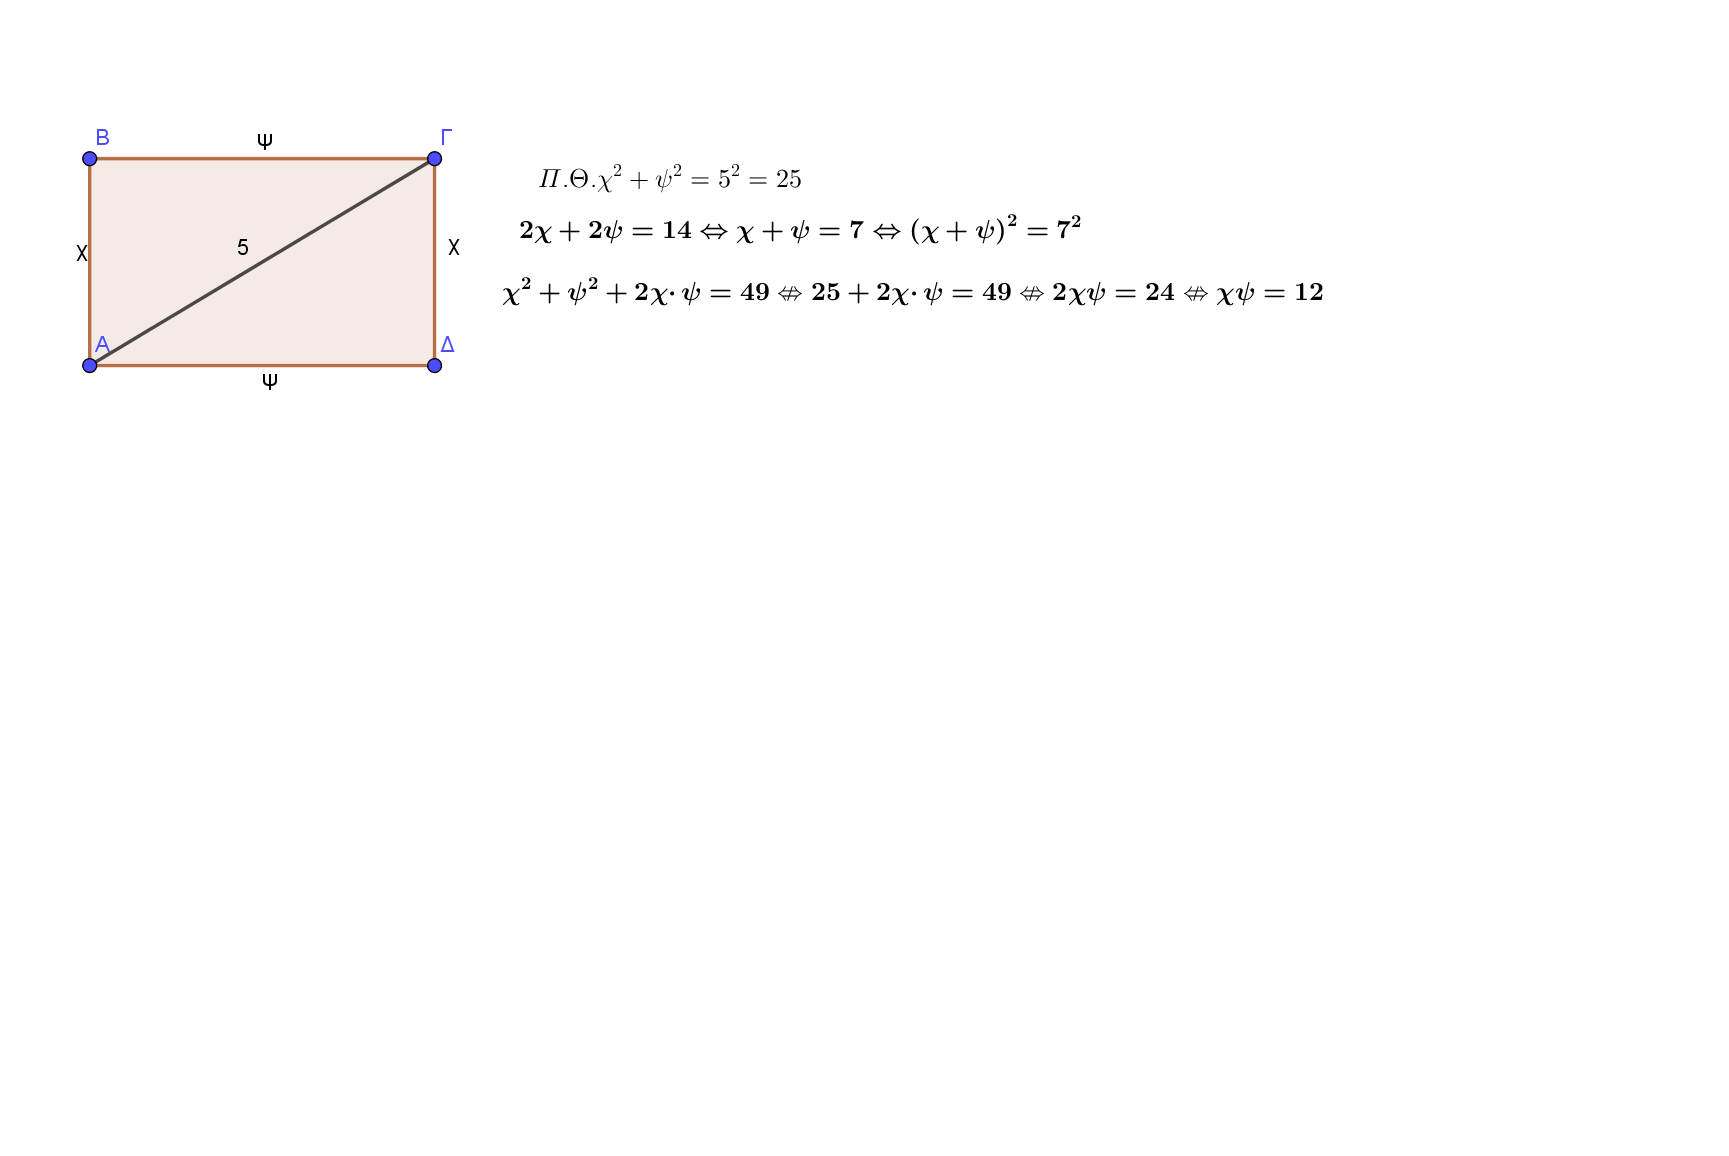 Β ψ Γ
Π.Θ.χ² + ψ² = 5² = 25
2χ + 2ψ = 14 ⇔ χ + ψ = 7 ⇔ (χ + ψ)² = 7²
χ 5 χ
χ² + ψ² + 2χ· ψ = 49 ⇎ 25 + 2χ· ψ = 49 ⇎ 2χψ = 24 ⇎ χψ = 12
Α Δ
ψ